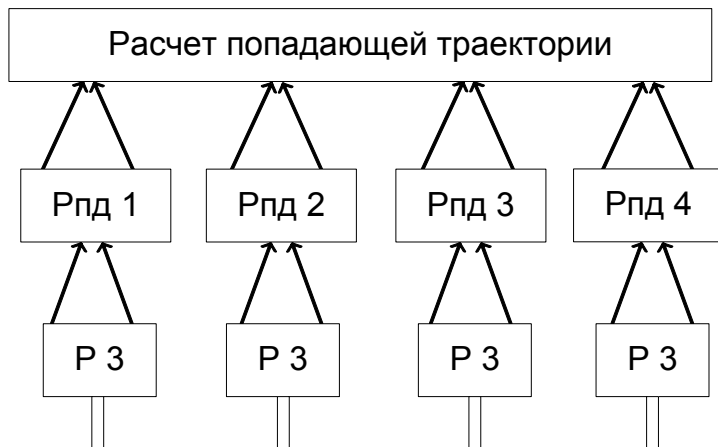 Расчет попадающей траектории
Рпд 1 Рпд 2 Рпд 3 Рпд 4
Р 3 Р 3 Р 3 Р 3